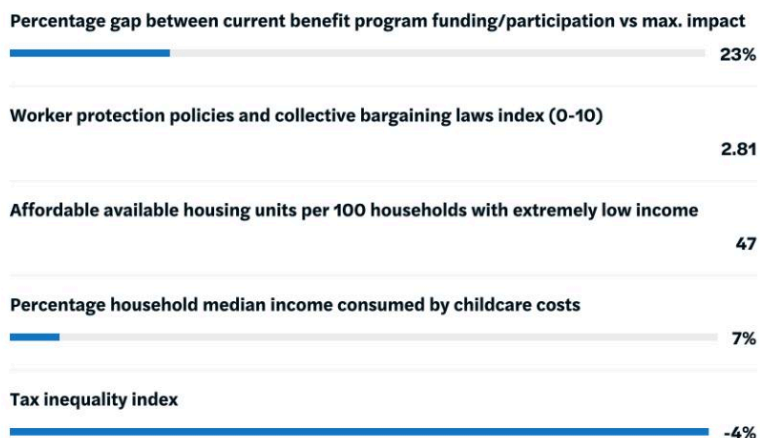 Percentage gap between current benefit program funding/participation vs max. impact
23%
Worker protection policies and collective bargaining laws index (0-10)
2.81
Affordable available housing units per 100 households with extremely low income
47
Percentage household median income consumed by childcare costs
7%
Tax inequality index
-4%